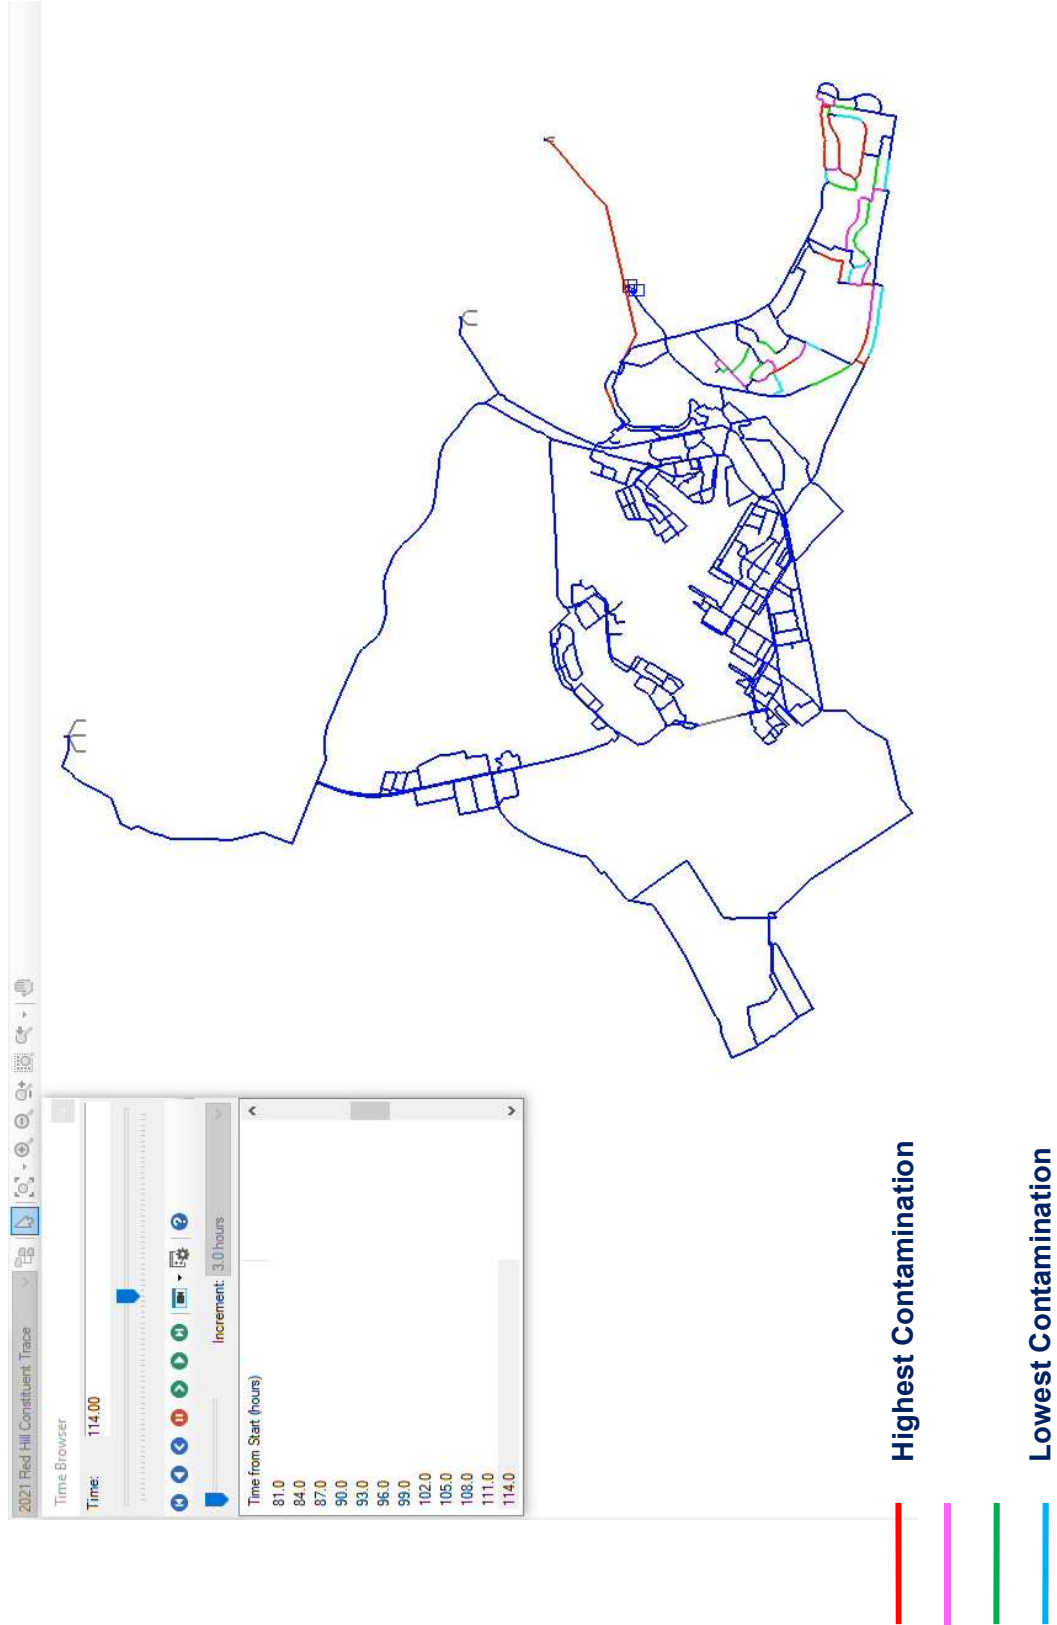 2021 Red Hill Constituent Trace
Time Browser
Time: 114.00
Increment: 3.0 hours
Time from Start (hours)
81.0
84.0
87.0
90.0
93.0
96.0
99.0
102.0
105.0
108.0
111.0
114.0
Highest Contamination
Lowest Contamination